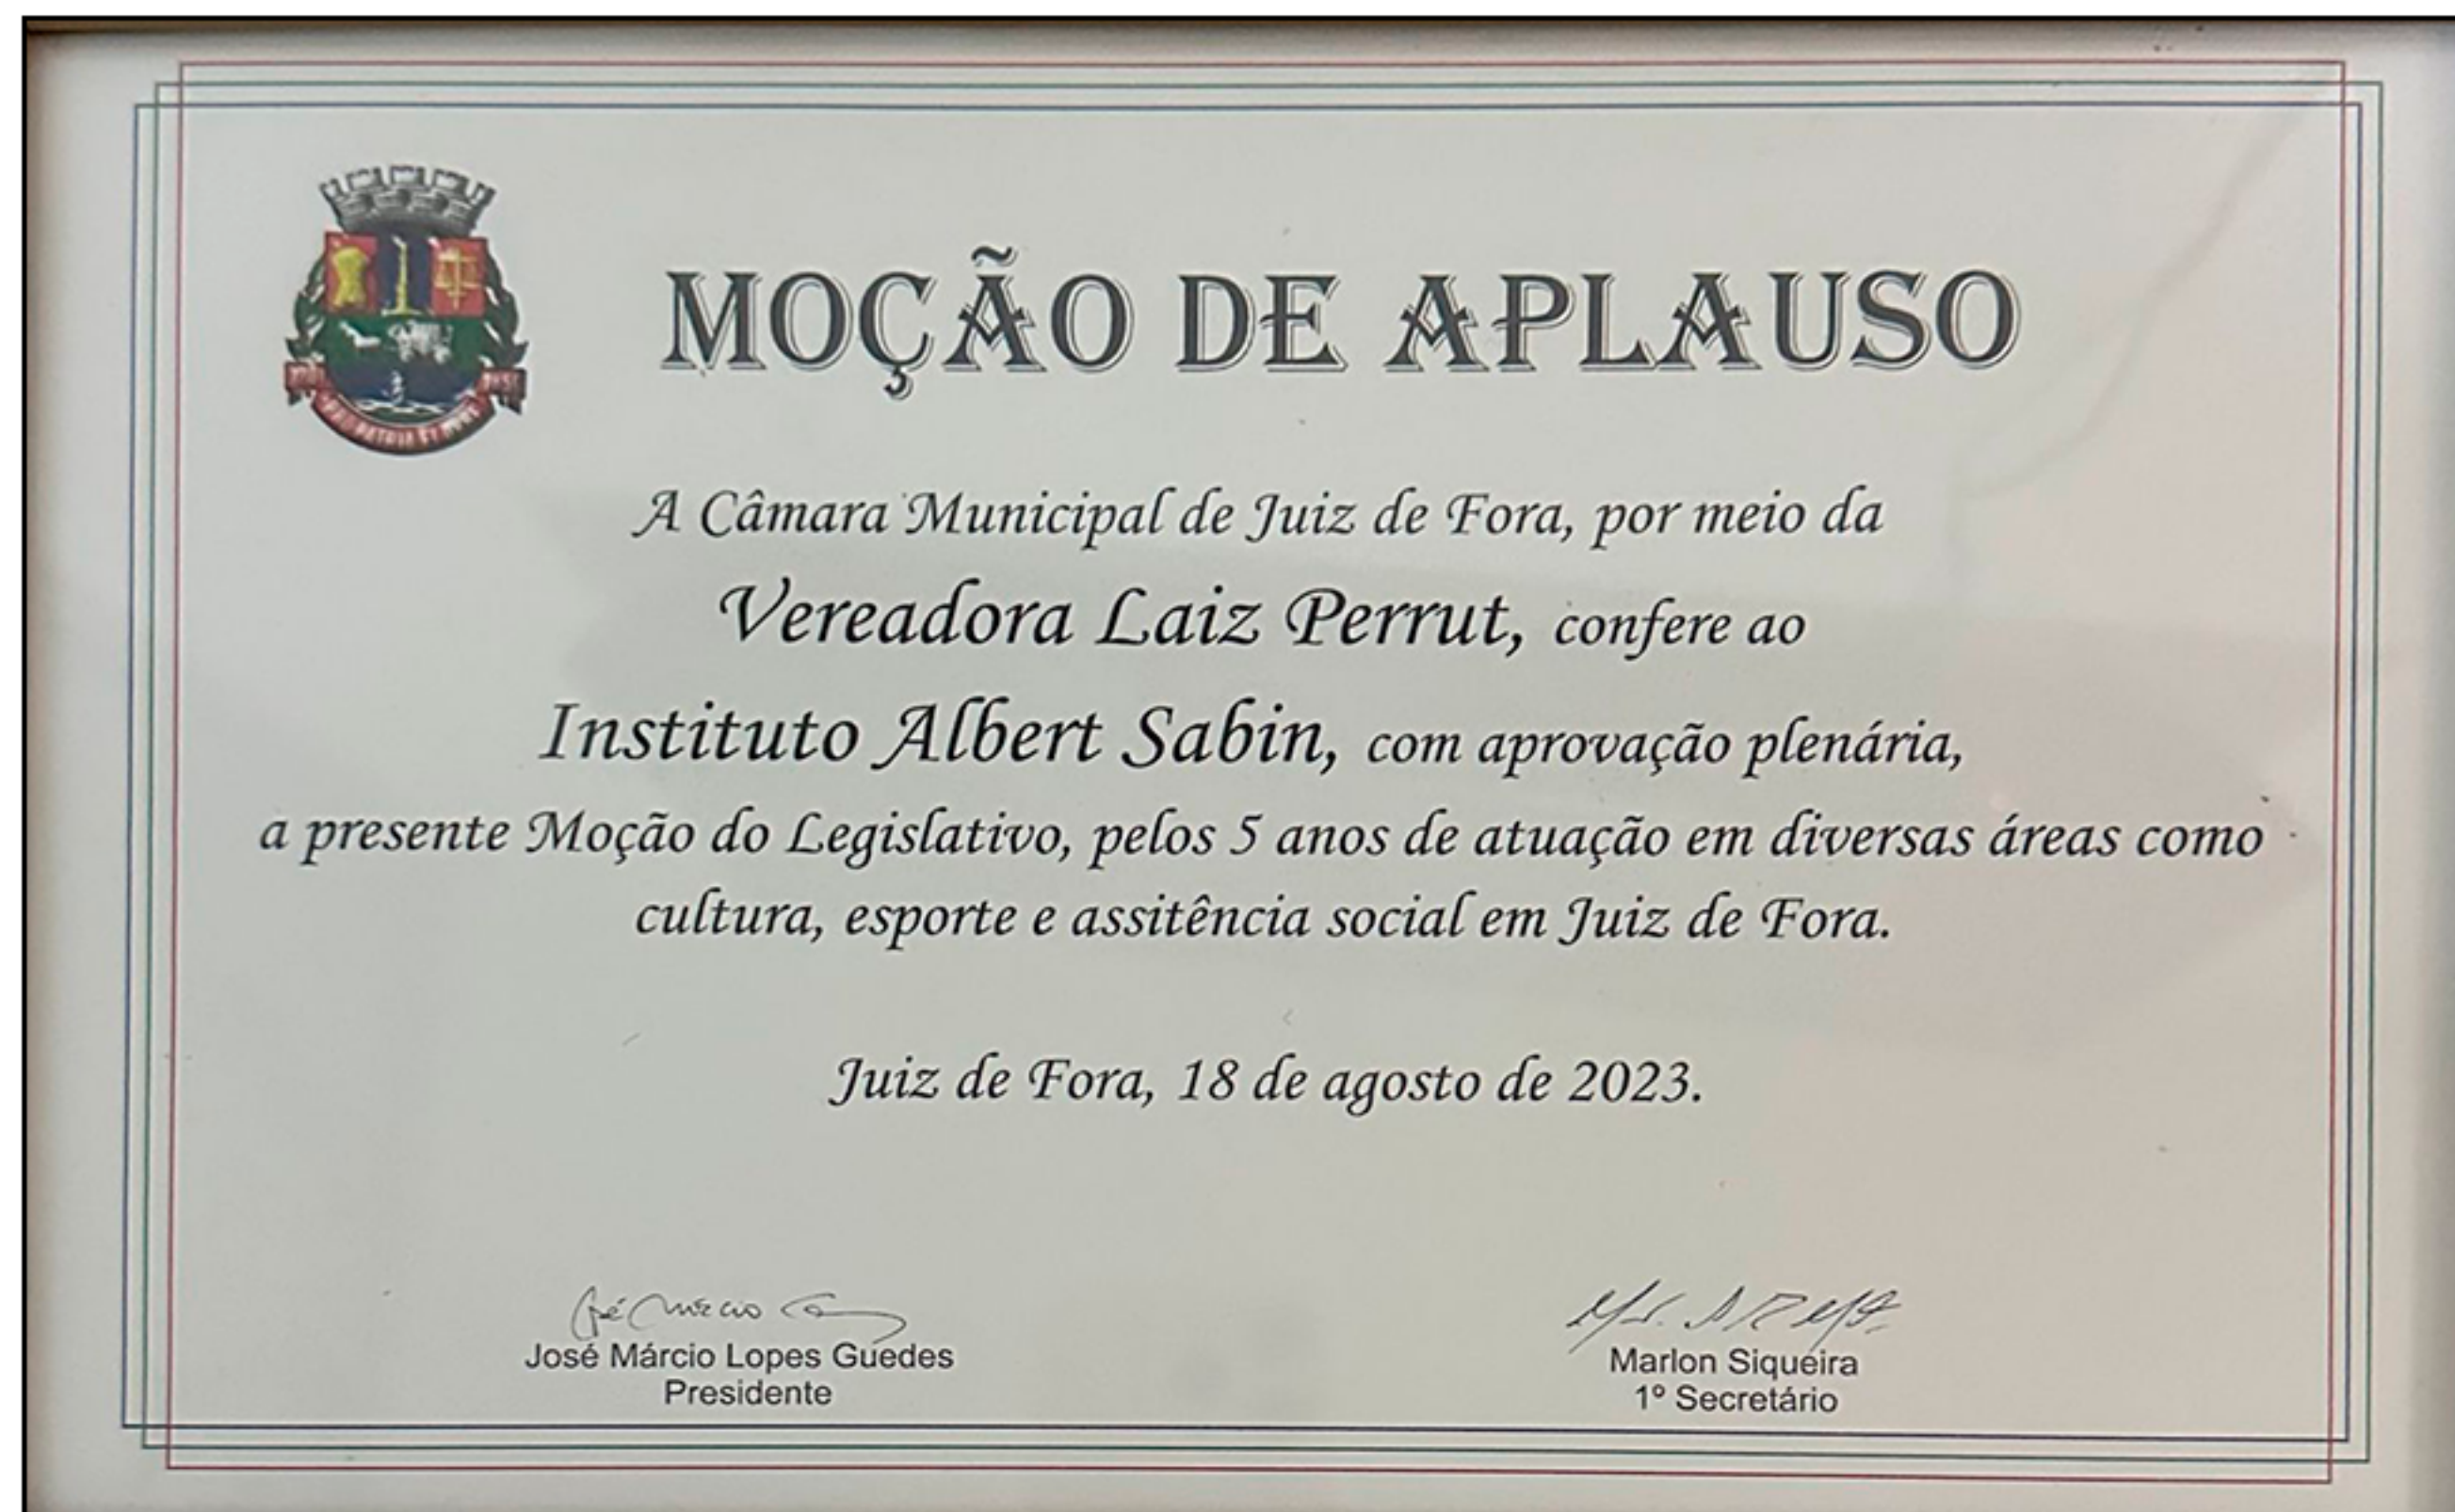 MOÇÃO DE APLAUSO
A Câmara Municipal de Juiz de Fora, por meio da
Vereadora Laiz Perrut, confere ao
Instituto Albert Sabin, com aprovação plenária,
a presente Moção do Legislativo, pelos 5 anos de atuação em diversas áreas como
cultura, esporte e assitência social em Juiz de Fora.
Juiz de Fora, 18 de agosto de 2023.
José Márcio Lopes Guedes
Presidente
Marlon Siqueira
1º Secretário